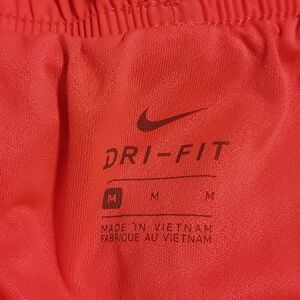 DRI-FIT
M M M
MADE IN VIETNAM
FABRIQUE AU VIETNAM